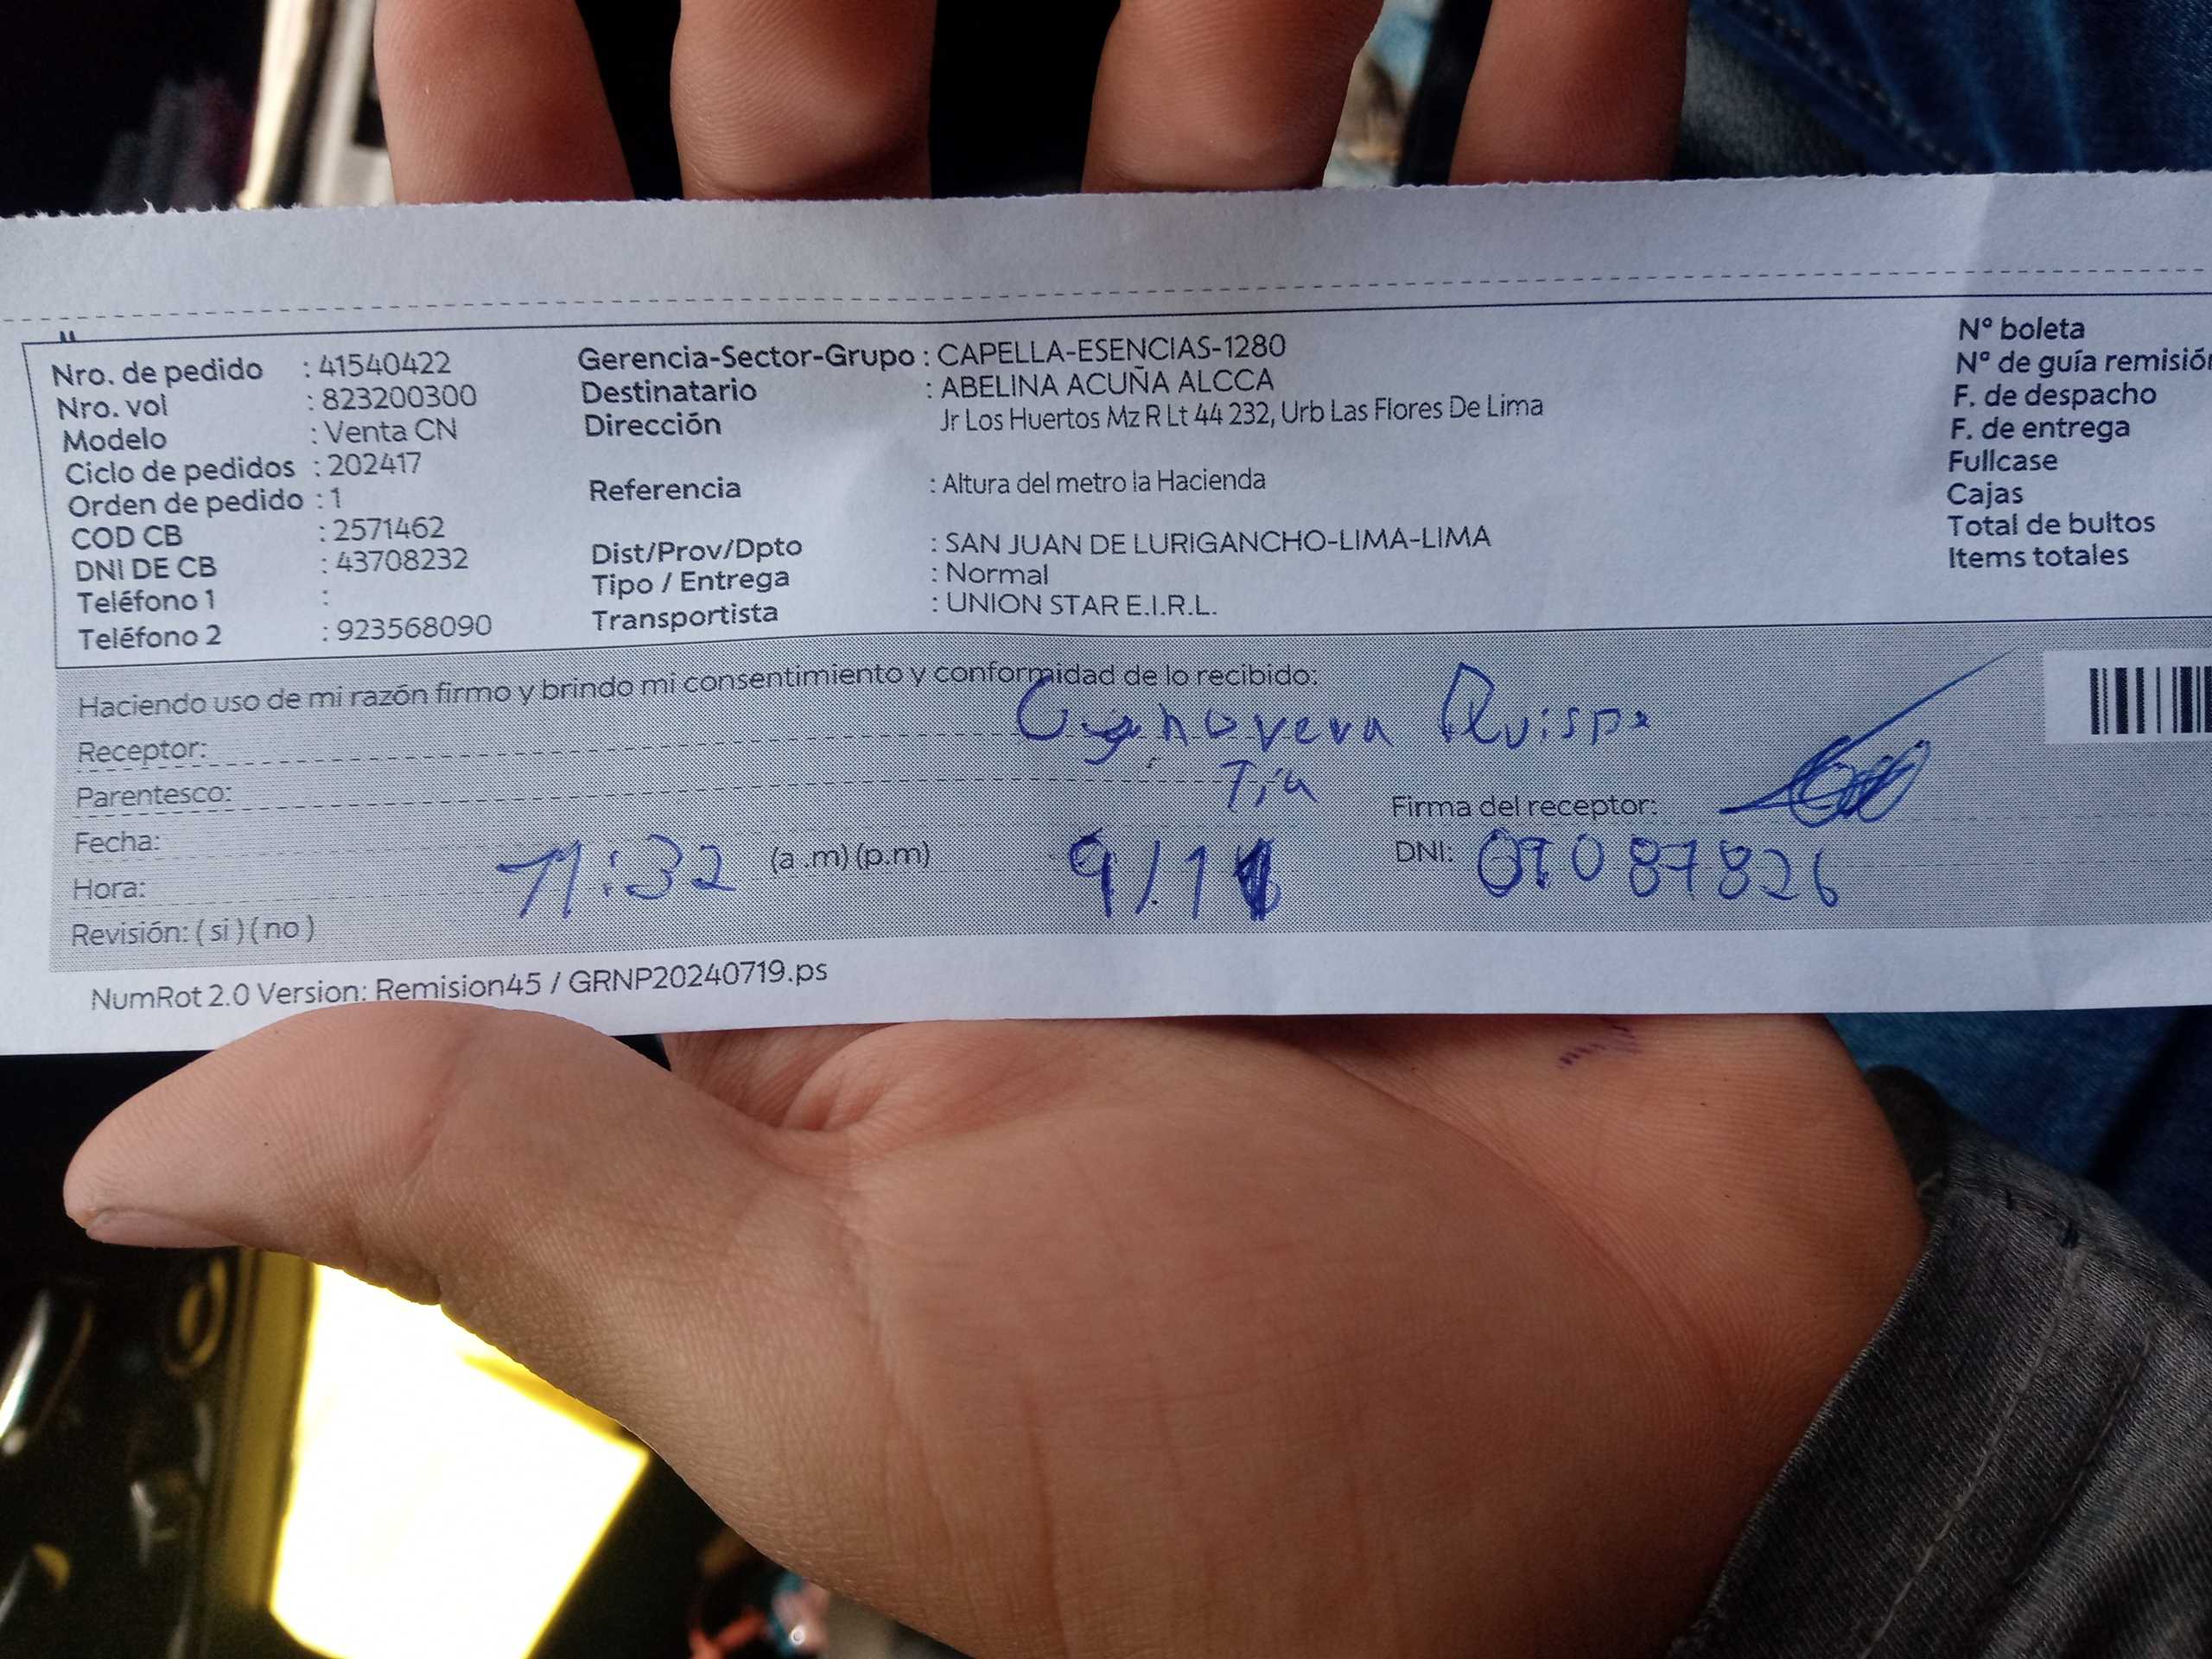 Nro. de pedido : 41540422
Nro. vol : 823200300
Modelo : Venta CN
Ciclo de pedidos : 202417
Orden de pedido : 1
COD CB : 2571462
DNI DE CB : 43708232
Teléfono 1 :
Teléfono 2 : 923568090
Gerencia-Sector-Grupo : CAPELLA-ESENCIAS-1280
Destinatario : ABELINA ACUÑA ALCCA
Dirección Jr Los Huertos Mz R Lt 44 232, Urb Las Flores De Lima
Referencia : Altura del metro la Hacienda
Dist/Prov/Dpto : SAN JUAN DE LURIGANCHO-LIMA-LIMA
Tipo / Entrega : Normal
Transportista : UNION STAR E.I.R.L.
N° boleta
N° de guía remisión
F. de despacho
F. de entrega
Fullcase
Cajas
Total de bultos
Items totales
Haciendo uso de mi razón firmo y brindo mi consentimiento y conformidad de lo recibido:
Receptor: Quispe
Parentesco: Tia
Firma del receptor:
Fecha: 9/11
Hora: 11:32 (a .m) (p.m)
DNI: 07087826
Revisión: ( si ) ( no )
NumRot 2.0 Version: Remision45 / GRNP20240719.ps